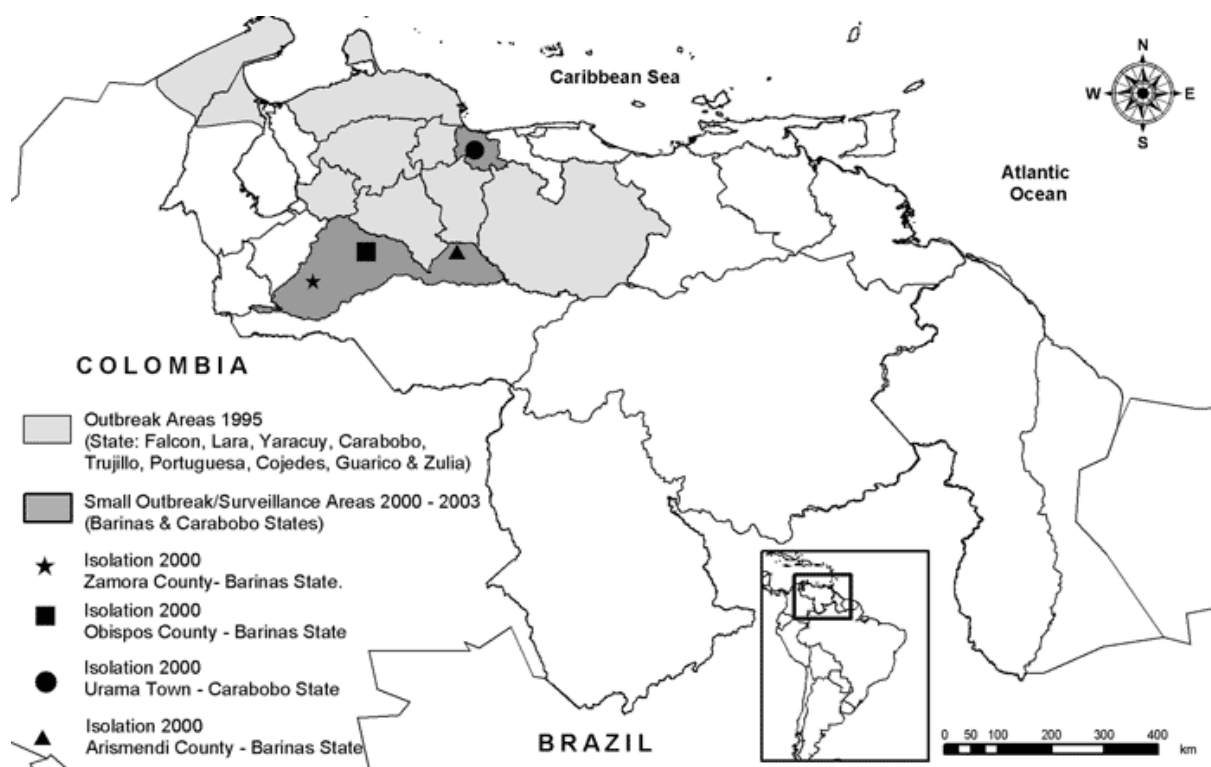 Caribbean Sea
N
W
E
S
Atlantic
Ocean
COLOMBIA
Outbreak Areas 1995
(State: Falcon, Lara, Yaracuy, Carabobo,
Trujillo, Portuguesa, Cojedes, Guarico & Zulia)
Small Outbreak/Surveillance Areas 2000 - 2003
(Barinas & Carabobo States)
Isolation 2000
Zamora County- Barinas State.
Isolation 2000
Obispos County - Barinas State
Isolation 2000
Urama Town - Carabobo State
Isolation 2000
Arismendi County - Barinas State
BRAZIL
0 50 100 200 300 400
km